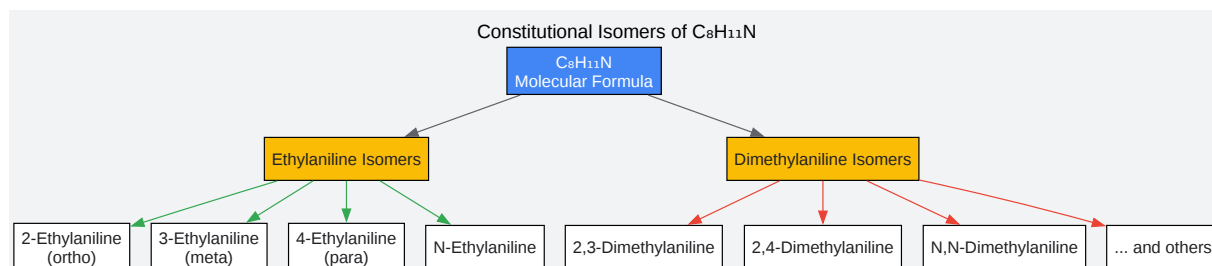 Constitutional Isomers of C₈H₁₁N
C₈H₁₁N
Molecular Formula
Ethylaniline Isomers
Dimethylaniline Isomers
2-Ethylaniline
(ortho)
3-Ethylaniline
(meta)
4-Ethylaniline
(para)
N-Ethylaniline
2,3-Dimethylaniline
2,4-Dimethylaniline
N,N-Dimethylaniline
... and others